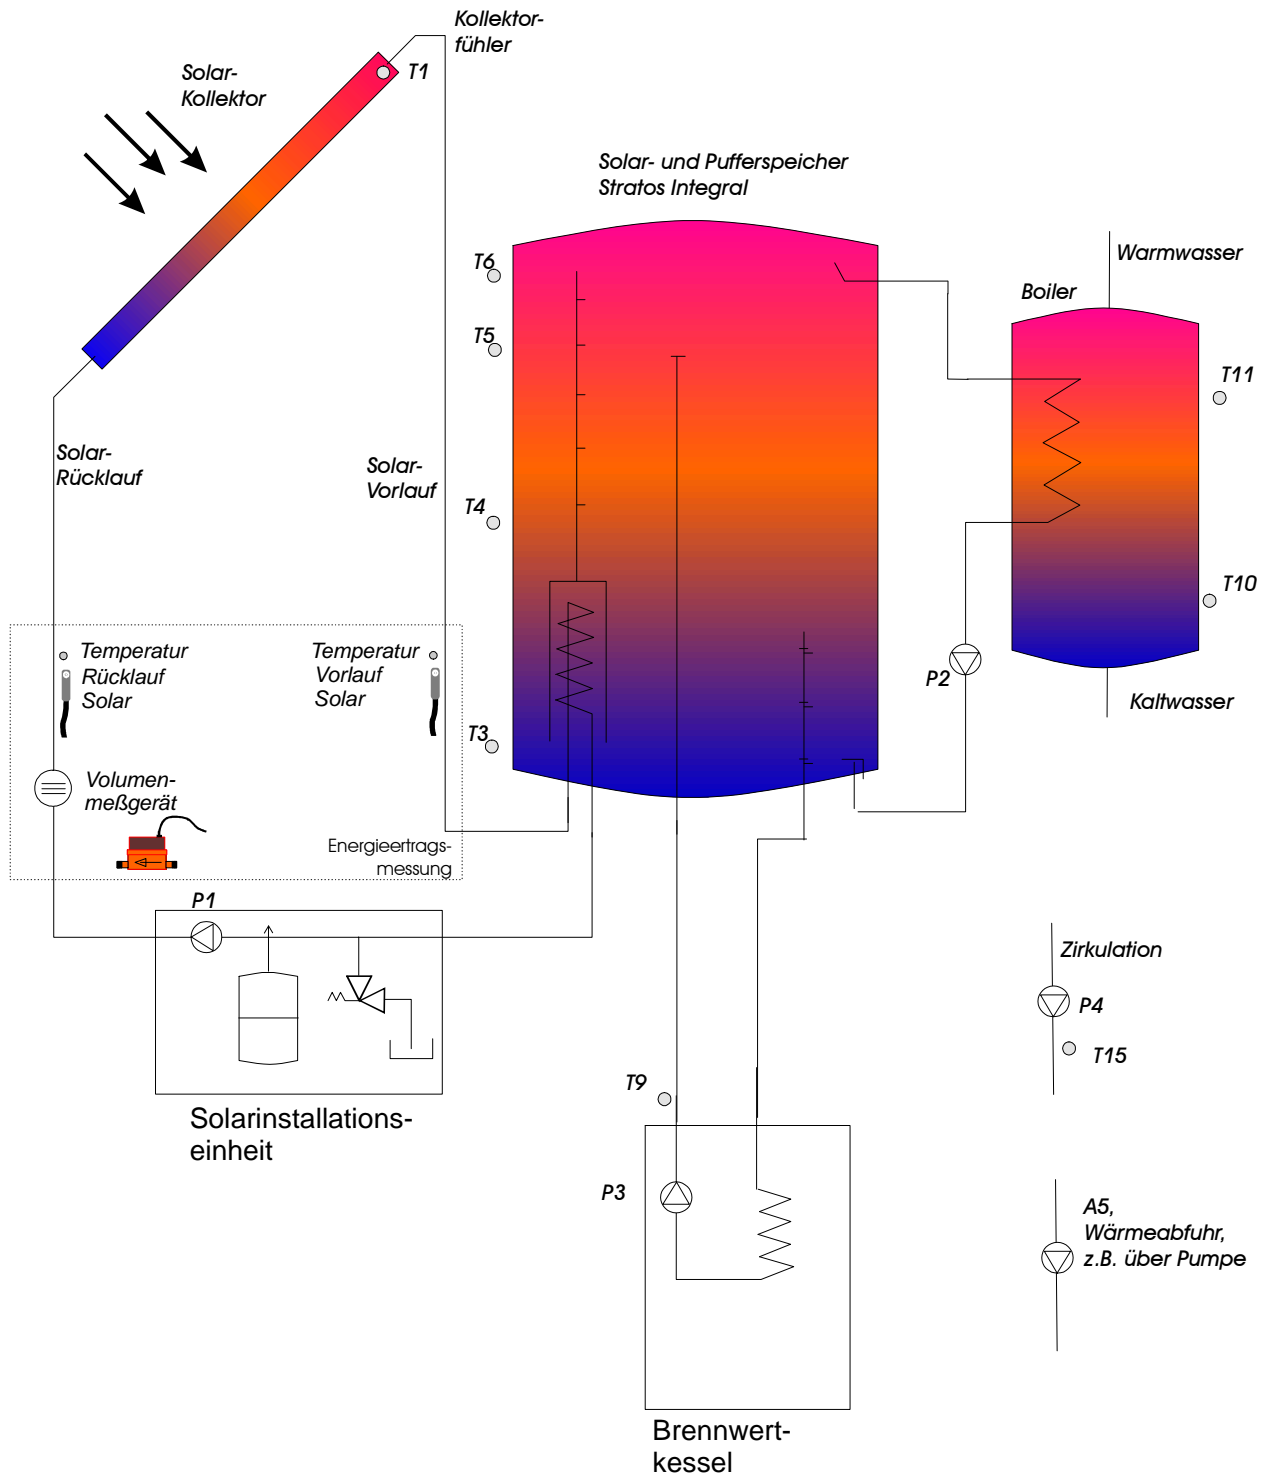 Kollektor-
fühler
Solar-
Kollektor
T1
Solar- und Pufferspeicher
Stratos Integral
T6
T5
Warmwasser
Boiler
T11
Solar-
Rücklauf
Solar-
Vorlauf
T4
T10
Temperatur
Rücklauf
Solar
Temperatur
Vorlauf
Solar
P2
Kaltwasser
T3
Volumen-
meßgerät
Energieertrags-
messung
P1
Zirkulation
P4
T15
T9
Solarinstallations-
einheit
P3
A5,
Wärmeabfuhr,
z.B. über Pumpe
Brennwert-
kessel